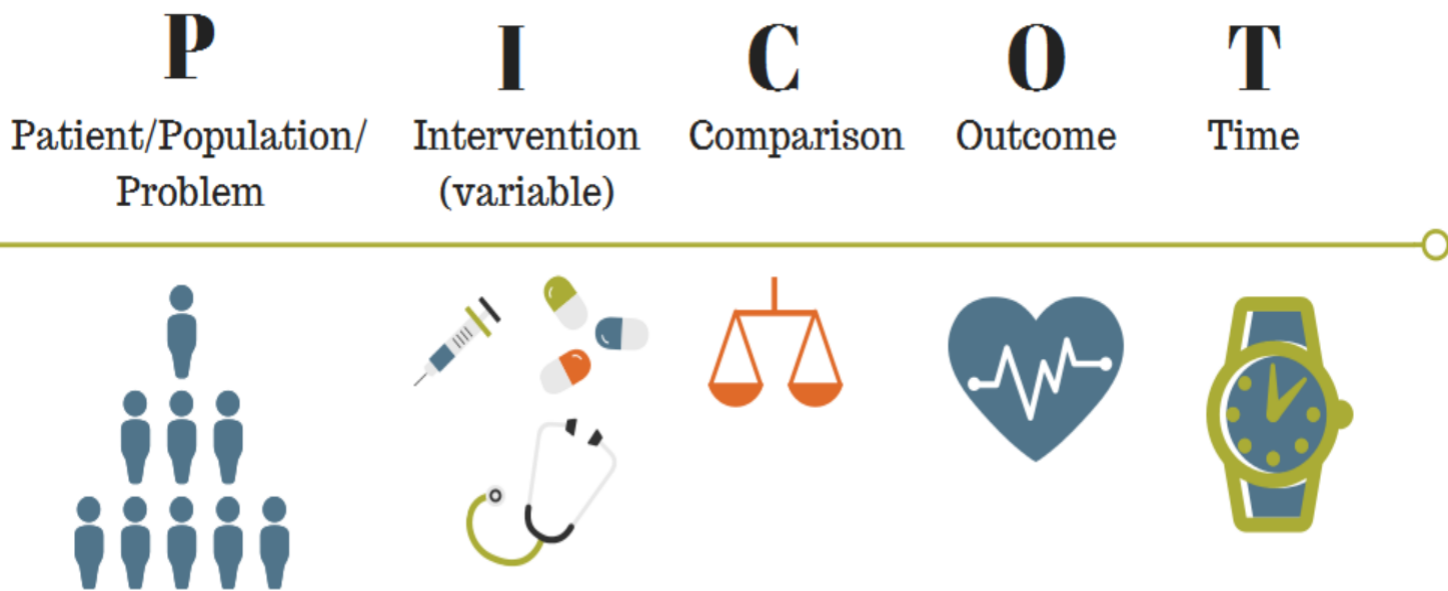 P I C O T
Patient/Population/ Intervention Comparison Outcome Time
Problem (variable)